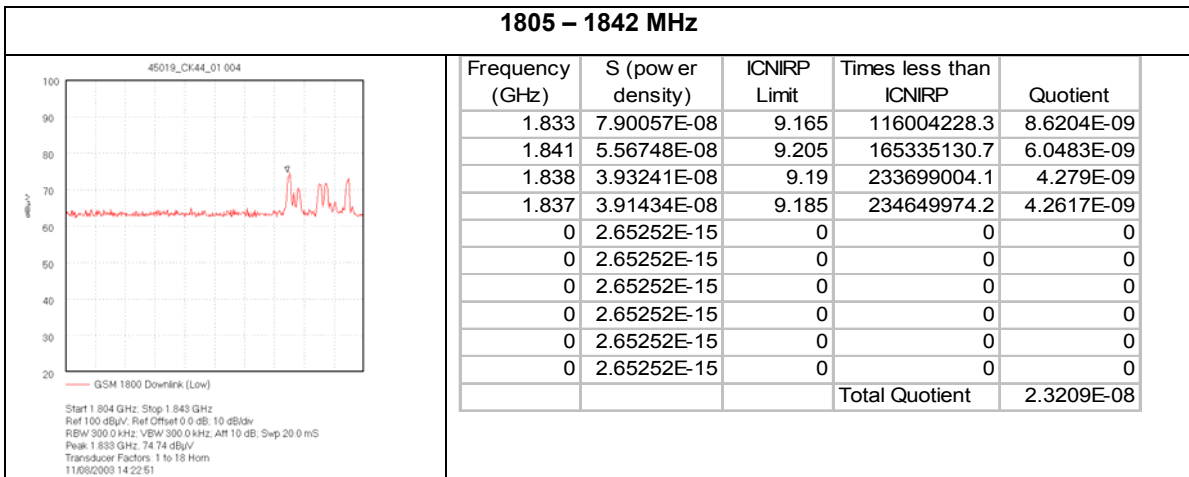 1805 – 1842 MHz
45019_CK44_01 004
100
90
80
70
60
50
40
30
20
dBµV
GSM 1800 Downlink (Low)
Start 1.804 GHz; Stop 1.843 GHz
Ref 100 dBµV; Ref Offset 0.0 dB; 10 dB/div
RBW 300.0 kHz; VBW 300.0 kHz; Att 10 dB; Swp 20.0 mS
Peak 1.833 GHz, 74.74 dBµV
Transducer Factors: 1 to 18 Horn
11/08/2003 14:22:51
Frequency (GHz) S (power density) ICNIRP Limit Times less than ICNIRP Quotient
1.833 7.90057E-08 9.165 116004228.3 8.6204E-09
1.841 5.56748E-08 9.205 165335130.7 6.0483E-09
1.838 3.93241E-08 9.19 233699004.1 4.279E-09
1.837 3.91434E-08 9.185 234649974.2 4.2617E-09
0 2.65252E-15 0 0 0
0 2.65252E-15 0 0 0
0 2.65252E-15 0 0 0
0 2.65252E-15 0 0 0
0 2.65252E-15 0 0 0
0 2.65252E-15 0 0 0
Total Quotient 2.3209E-08